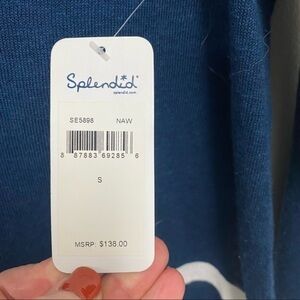 Splendid
splendid.com
SE5898 NAW
8 87883 69285 6
S
MSRP: $138.00